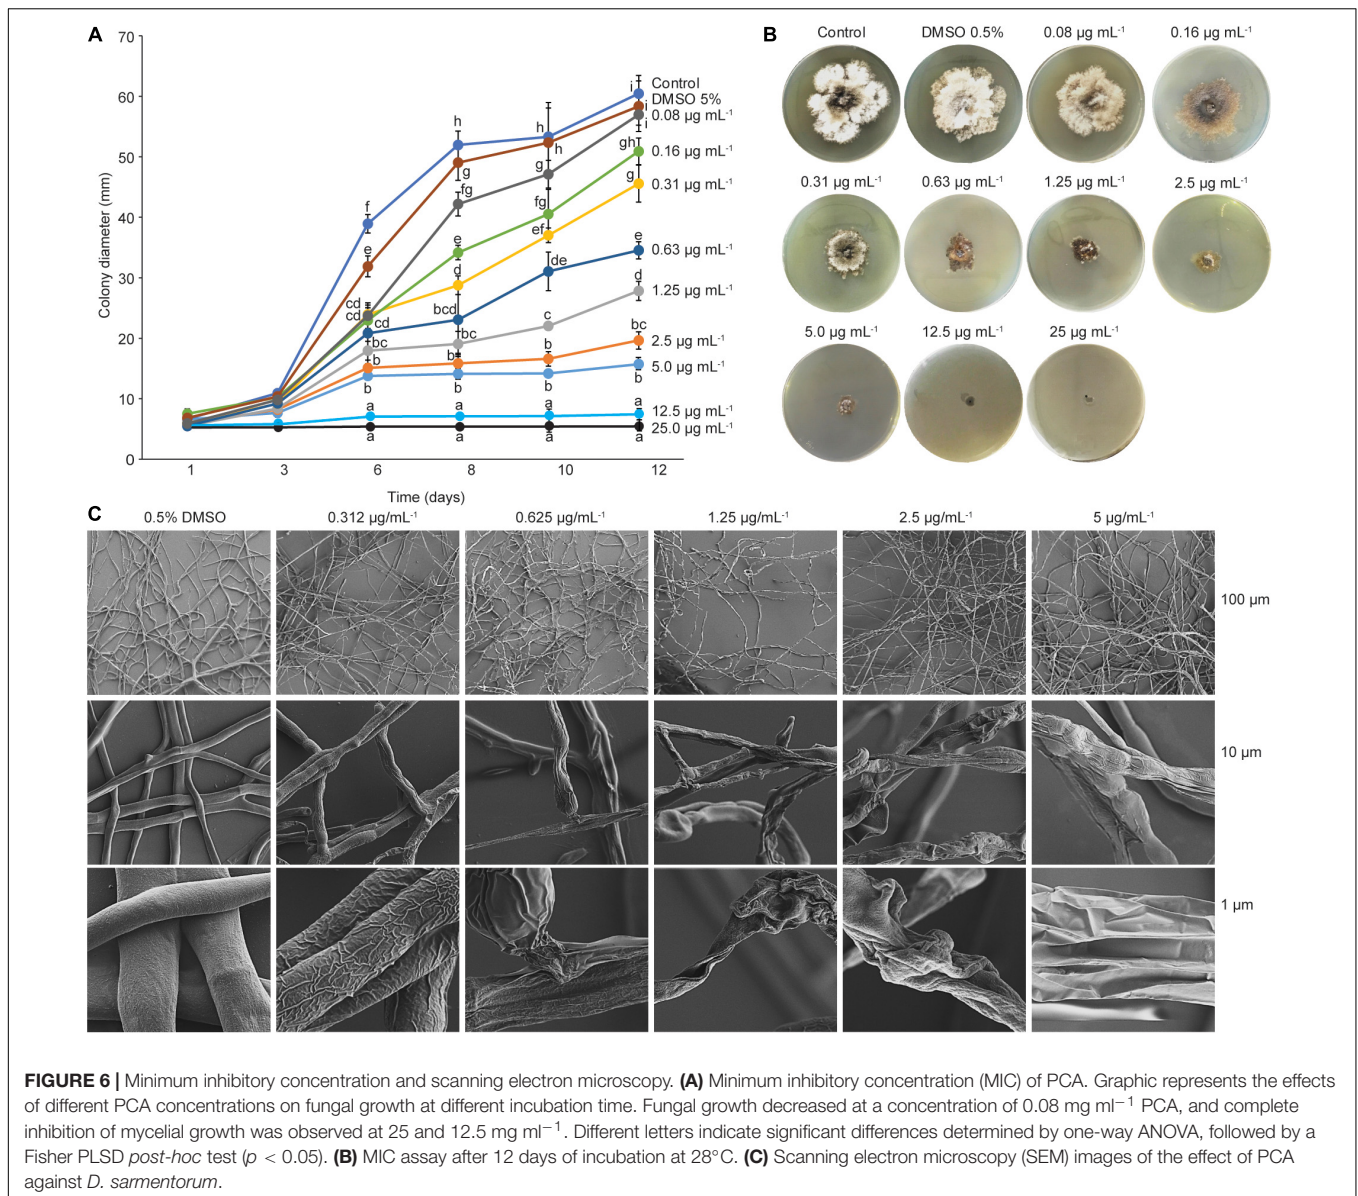 A
70
60
50
40
30
20
10
0
Colony diameter (mm)
1 3 6 8 10 12
Time (days)
Control
DMSO 5%
0.08 µg mL-1
0.16 µg mL-1
0.31 µg mL-1
0.63 µg mL-1
1.25 µg mL-1
2.5 µg mL-1
5.0 µg mL-1
12.5 µg mL-1
25.0 µg mL-1
f
e
cd
cd
cd
bc
b
b
a
a
h
g
fg
e
d
bcd
bc
b
b
a
a
h
h
g
fg
ef
de
c
b
b
a
a
i
i
i
gh
g
e
d
bc
b
a
a
B
Control DMSO 0.5% 0.08 µg mL-1 0.16 µg mL-1
0.31 µg mL-1 0.63 µg mL-1 1.25 µg mL-1 2.5 µg mL-1
5.0 µg mL-1 12.5 µg mL-1 25 µg mL-1
C
0.5% DMSO 0.312 µg/mL-1 0.625 µg/mL-1 1.25 µg/mL-1 2.5 µg/mL-1 5 µg/mL-1
100 µm
10 µm
1 µm
FIGURE 6 | Minimum inhibitory concentration and scanning electron microscopy. (A) Minimum inhibitory concentration (MIC) of PCA. Graphic represents the effects
of different PCA concentrations on fungal growth at different incubation time. Fungal growth decreased at a concentration of 0.08 mg ml−1 PCA, and complete
inhibition of mycelial growth was observed at 25 and 12.5 mg ml−1. Different letters indicate significant differences determined by one-way ANOVA, followed by a
Fisher PLSD post-hoc test (p < 0.05). (B) MIC assay after 12 days of incubation at 28°C. (C) Scanning electron microscopy (SEM) images of the effect of PCA
against D. sarmentorum.